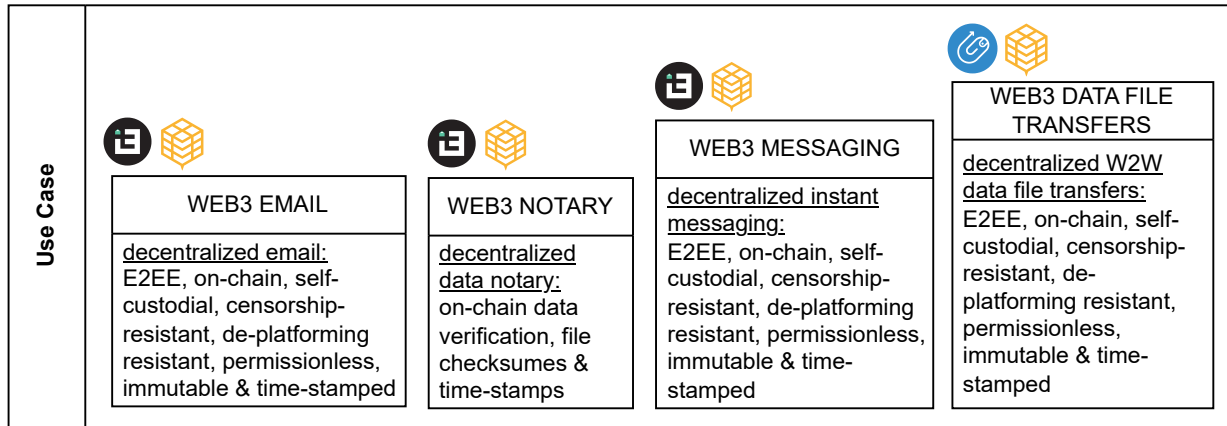 Use Case
WEB3 EMAIL
decentralized email:
E2EE, on-chain, self-
custodial, censorship-
resistant, de-platforming
resistant, permissionless,
immutable & time-stamped
WEB3 NOTARY
decentralized
data notary:
on-chain data
verification, file
checksumes &
time-stamps
WEB3 MESSAGING
decentralized instant
messaging:
E2EE, on-chain, self-
custodial, censorship-
resistant, de-platforming
resistant, permissionless,
immutable & time-
stamped
WEB3 DATA FILE
TRANSFERS
decentralized W2W
data file transfers:
E2EE, on-chain, self-
custodial, censorship-
resistant, de-
platforming resistant,
permissionless,
immutable & time-
stamped